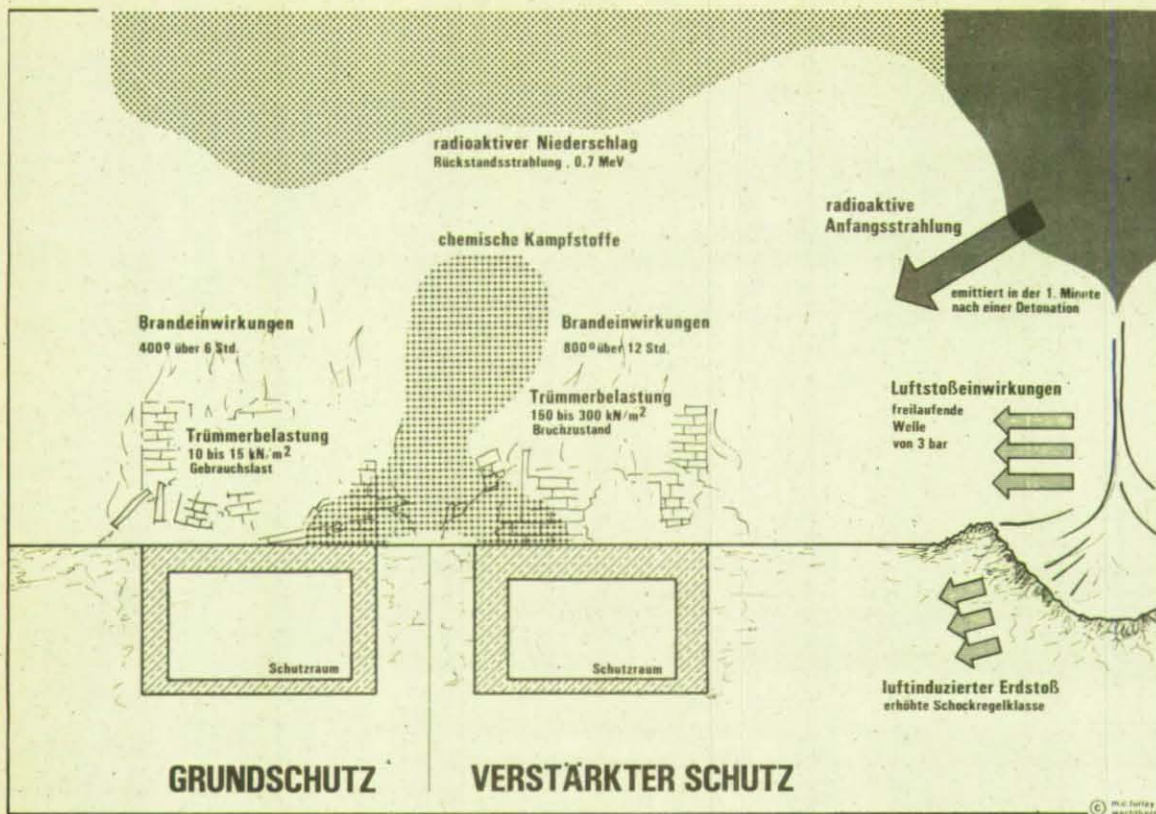 radioaktiver Niederschlag
Rückstandsstrahlung . 0.7 MeV
radioaktive
Anfangsstrahlung
emittiert in der 1. Minute
nach einer Detonation
chemische Kampfstoffe
Brandeinwirkungen
400° über 6 Std.
Brandeinwirkungen
800° über 12 Std.
Trümmerbelastung
10 bis 15 kN/m²
Gebrauchslast
Trümmerbelastung
150 bis 300 kN/m²
Bruchzustand
Luftstoßeinwirkungen
freilaufende
Welle
von 3 bar
Schutzraum
Schutzraum
luftinduzierter Erdstoß
erhöhte Schockregelklasse
GRUNDSCHUTZ
VERSTÄRKTER SCHUTZ
©